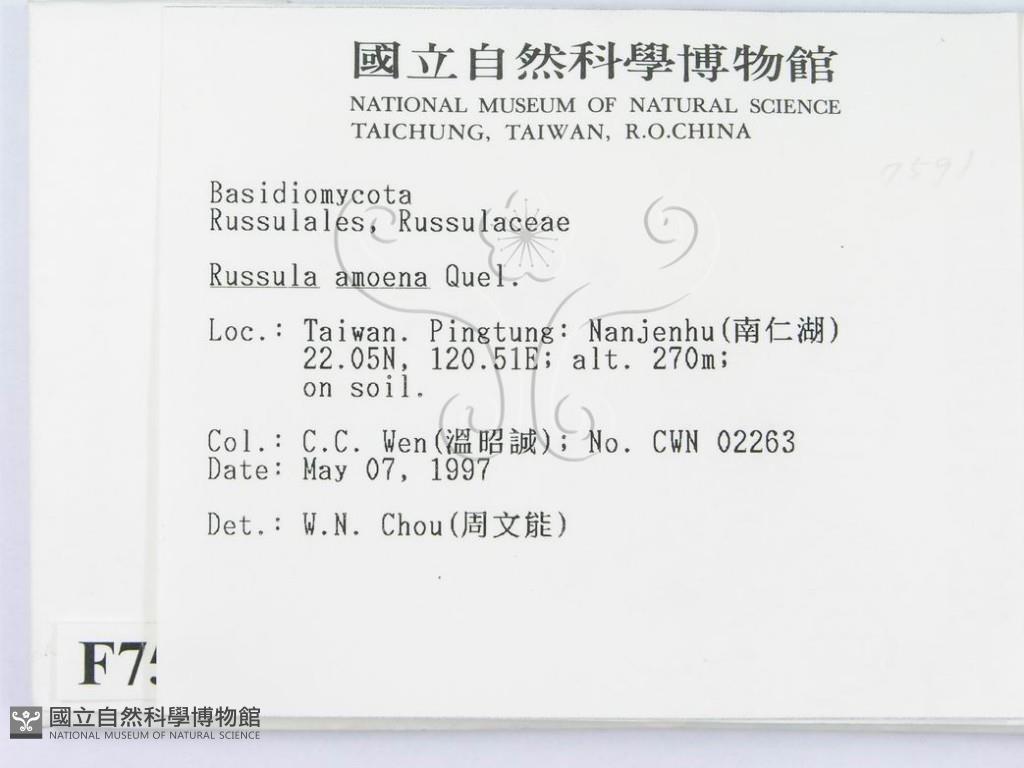 國立自然科學博物館
NATIONAL MUSEUM OF NATURAL SCIENCE
TAICHUNG, TAIWAN, R.O.CHINA
7591
Basidiomycota
Russulales, Russulaceae
Russula amoena Quel.
Loc.: Taiwan. Pingtung: Nanjenhu(南仁湖)
22.05N, 120.51E; alt. 270m;
on soil.
Col.: C.C. Wen(溫昭誠); No. CWN 02263
Date: May 07, 1997
Det.: W.N. Chou(周文能)
F75
國立自然科學博物館
NATIONAL MUSEUM OF NATURAL SCIENCE